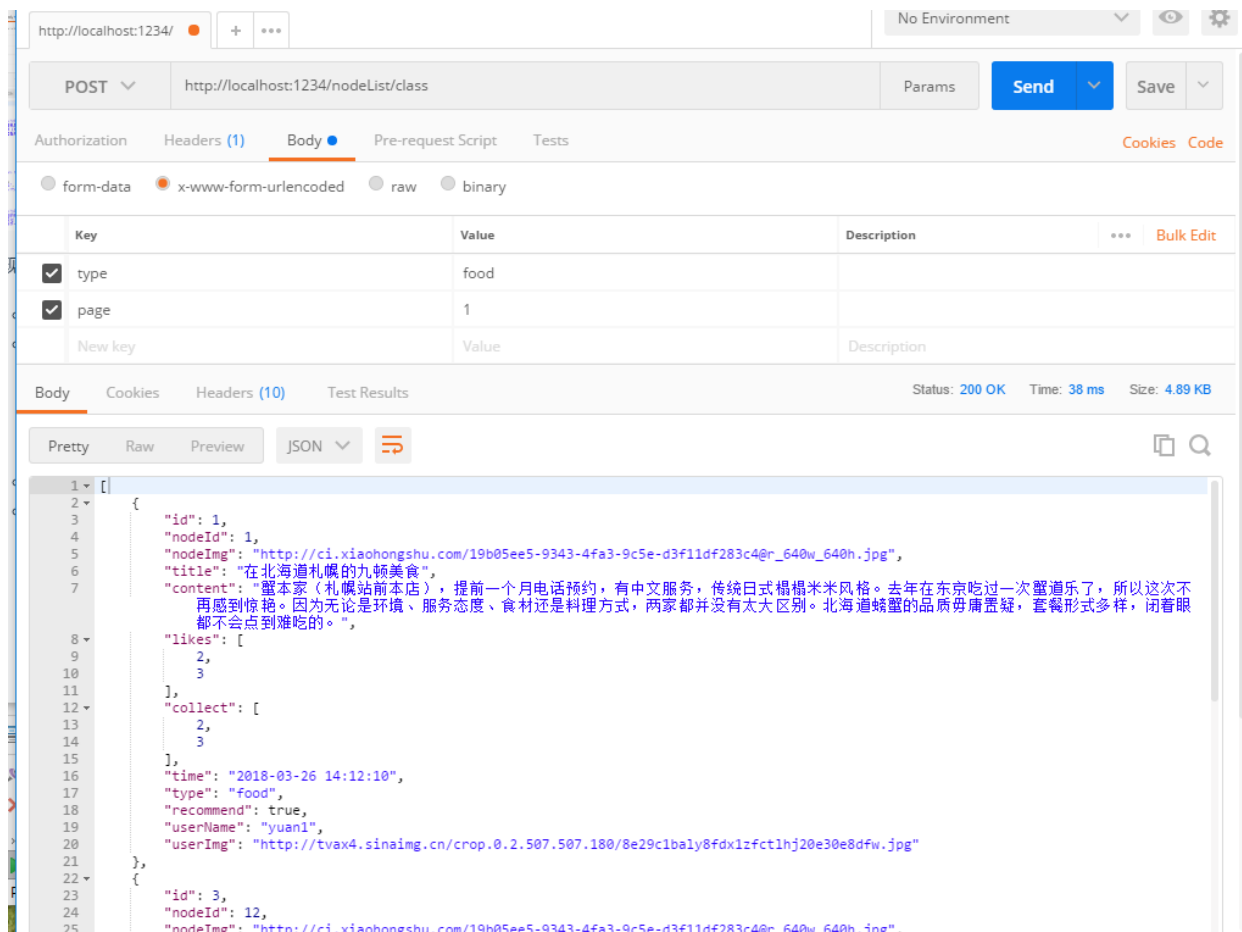 http://localhost:1234/ + ••• No Environment
POST http://localhost:1234/nodeList/class Params Send Save
Authorization Headers (1) Body Pre-request Script Tests Cookies Code
form-data x-www-form-urlencoded raw binary
Key Value Description ••• Bulk Edit
type food
page 1
New key Value Description
Body Cookies Headers (10) Test Results Status: 200 OK Time: 38 ms Size: 4.89 KB
Pretty Raw Preview JSON
1 [
2 {
3 "id": 1,
4 "nodeId": 1,
5 "nodeImg": "http://ci.xiaohongshu.com/19b05ee5-9343-4fa3-9c5e-d3f11df283c4@r_640w_640h.jpg",
6 "title": "在北海道札幌的九顿美食",
7 "content": "蟹本家（札幌站前本店），提前一个月电话预约，有中文服务，传统日式榻榻米米风格。去年在东京吃过一次蟹道乐了，所以这次不
再感到惊艳。因为无论是环境、服务态度、食材还是料理方式，两家都并没有太大区别。北海道螃蟹的品质毋庸置疑，套餐形式多样，闭着眼
都不会点到难吃的。",
8 "likes": [
9 2,
10 3
11 ],
12 "collect": [
13 2,
14 3
15 ],
16 "time": "2018-03-26 14:12:10",
17 "type": "food",
18 "recommend": true,
19 "userName": "yuan1",
20 "userImg": "http://tvax4.sinaimg.cn/crop.0.2.507.507.180/8e29c1baly8fdx1zfctlhj20e30e8dfw.jpg"
21 },
22 {
23 "id": 3,
24 "nodeId": 12,
25 "nodeImg": "http://ci.xiaohongshu.com/19b05ee5-9343-4fa3-9c5e-d3f11df283c4@r_640w_640h.jpg",